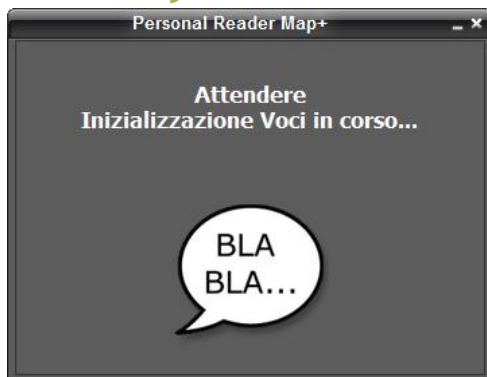 Personal Reader Map+
Attendere
Inizializzazione Voci in corso...
BLA
BLA...